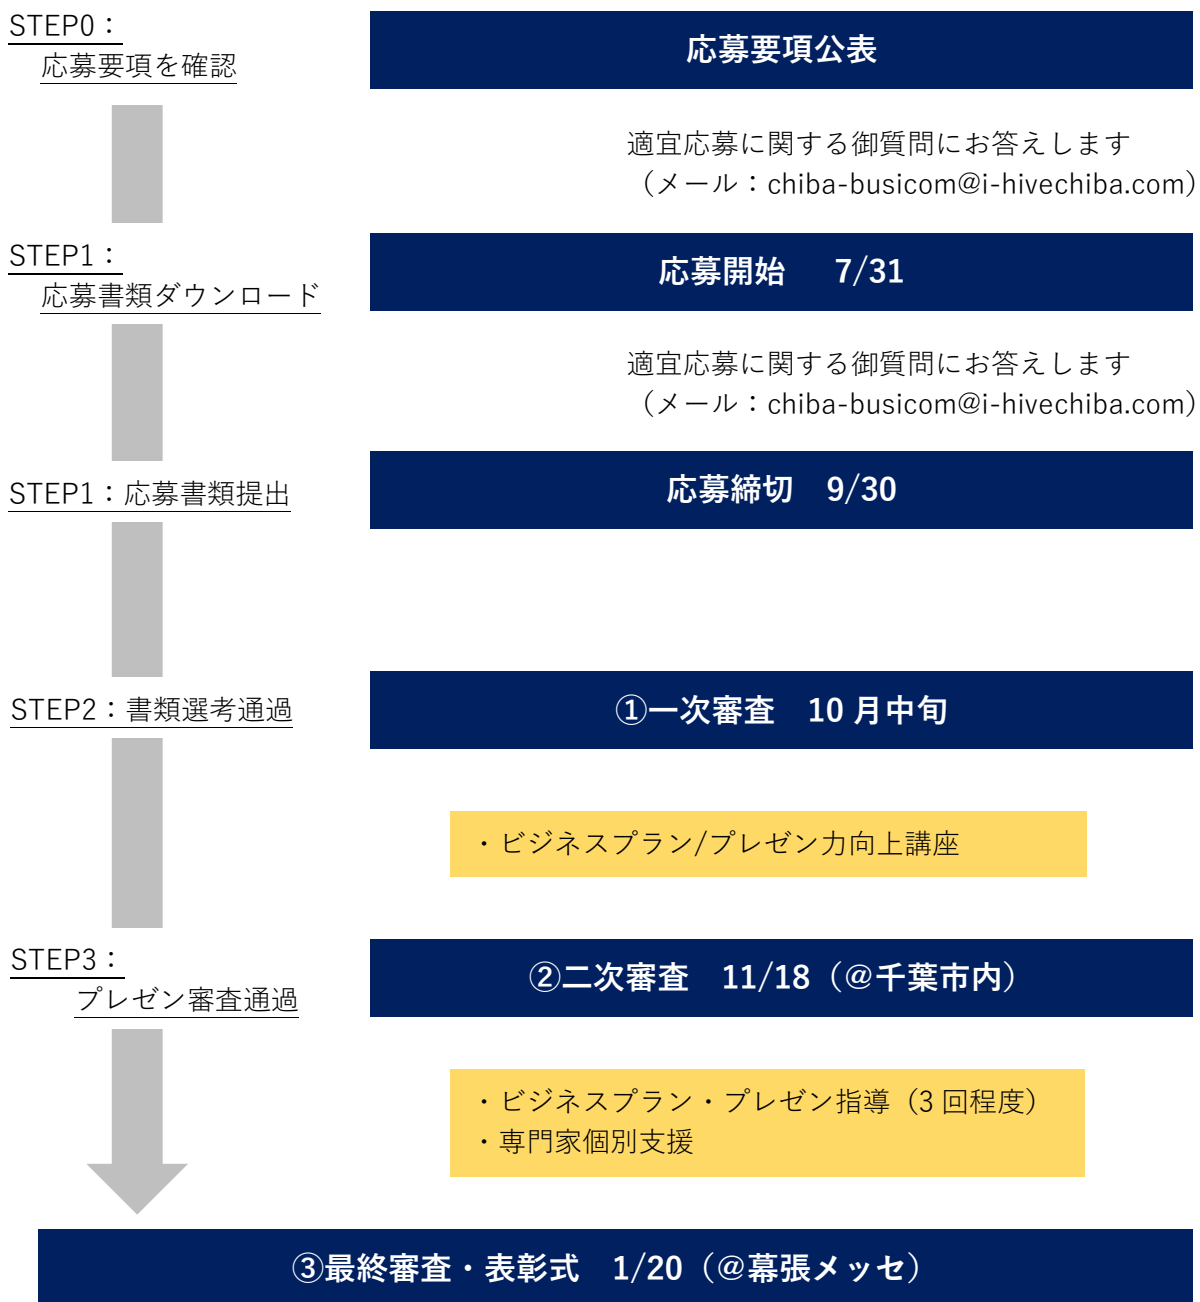 STEP0：
応募要項を確認
応募要項公表
適宜応募に関する御質問にお答えします
（メール：chiba-busicom@i-hivechiba.com）
STEP1：
応募書類ダウンロード
応募開始　7/31
適宜応募に関する御質問にお答えします
（メール：chiba-busicom@i-hivechiba.com）
STEP1：応募書類提出
応募締切　9/30
STEP2：書類選考通過
①一次審査　10月中旬
・ビジネスプラン/プレゼン力向上講座
STEP3：
プレゼン審査通過
②二次審査　11/18（@千葉市内）
・ビジネスプラン・プレゼン指導（3回程度）
・専門家個別支援
③最終審査・表彰式　1/20（@幕張メッセ）